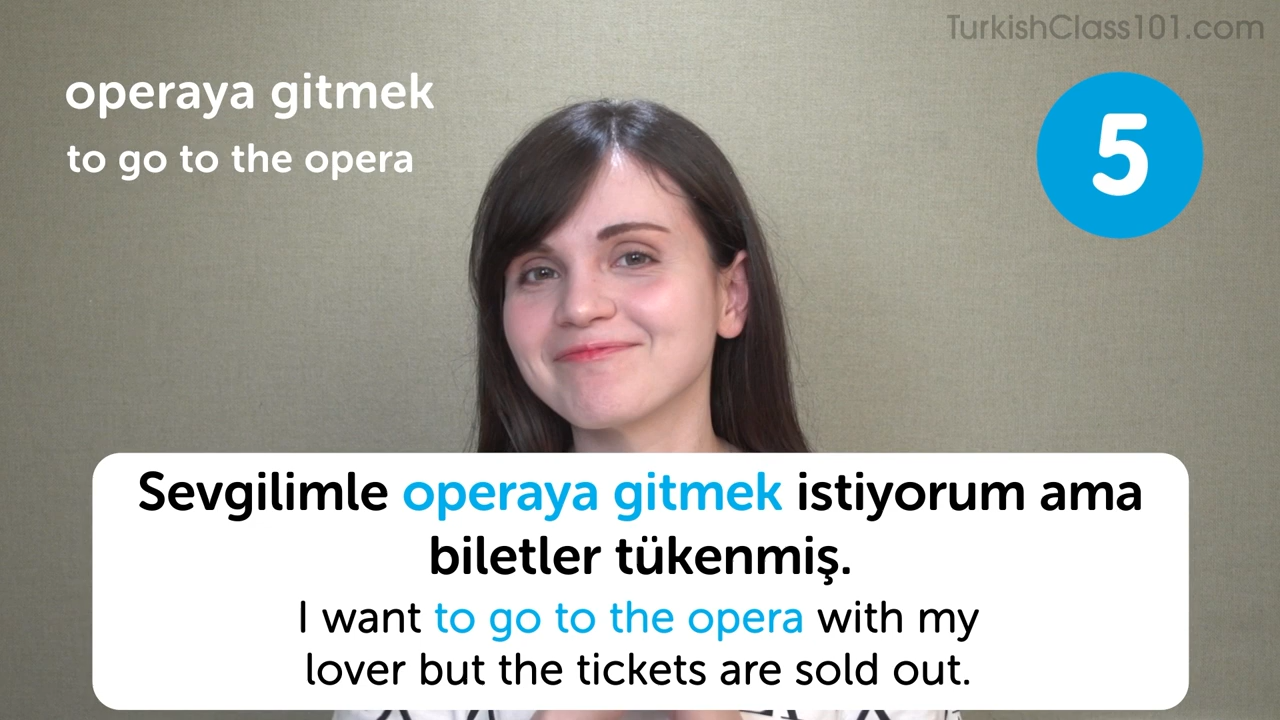 TurkishClass101.com
operaya gitmek
to go to the opera
5
Sevgilimle operaya gitmek istiyorum ama
biletler tükenmiş.
I want to go to the opera with my
lover but the tickets are sold out.